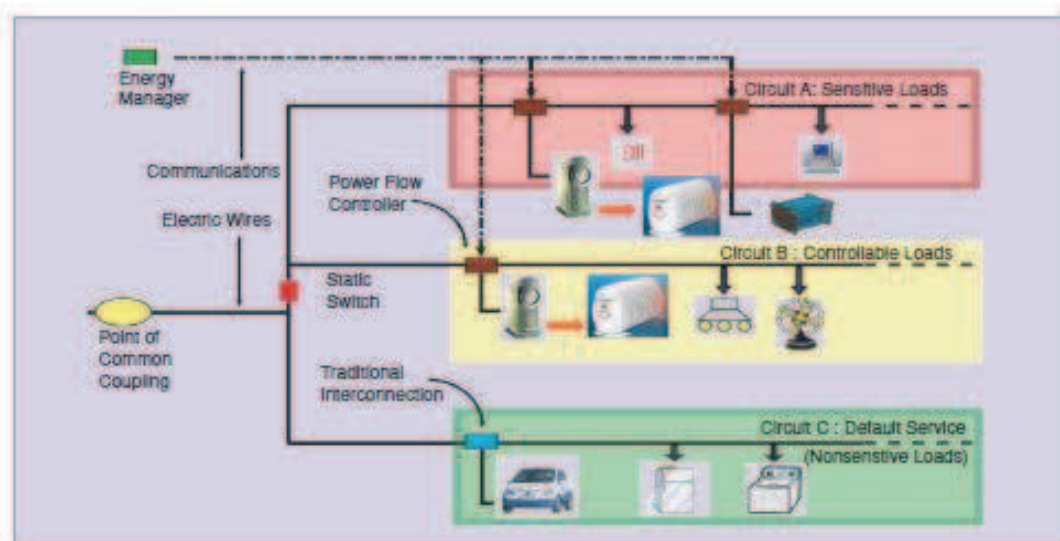 Energy
Manager
Circuit A: Sensitive Loads
Communications
Power Flow
Controller
Electric Wires
Circuit B : Controllable Loads
Static
Switch
Point of
Common
Coupling
Traditional
Interconnection
Circuit C : Default Service
(Nonsenstive Loads)